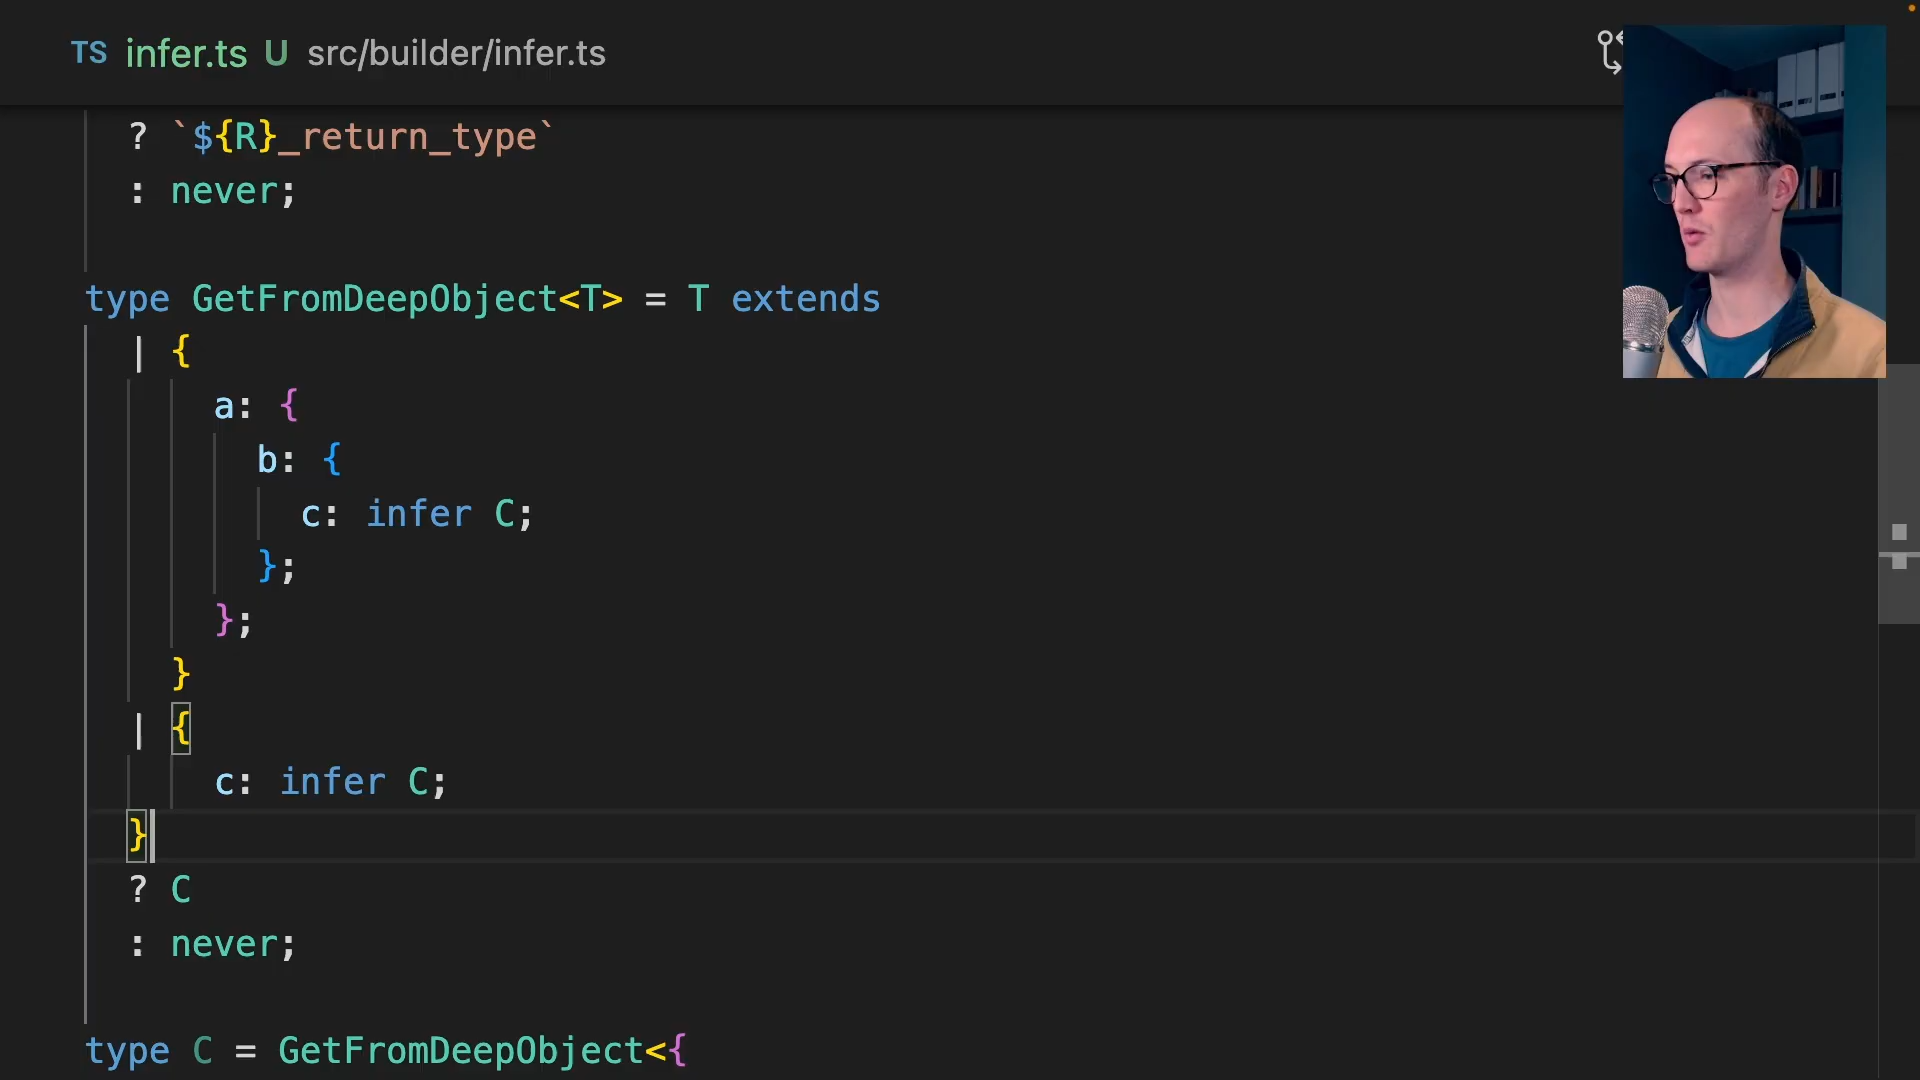 TS infer.ts U src/builder/infer.ts
? `${R}_return_type`
: never;
type GetFromDeepObject<T> = T extends
| {
a: {
b: {
c: infer C;
};
};
}
| {
c: infer C;
}
? C
: never;
type C = GetFromDeepObject<{